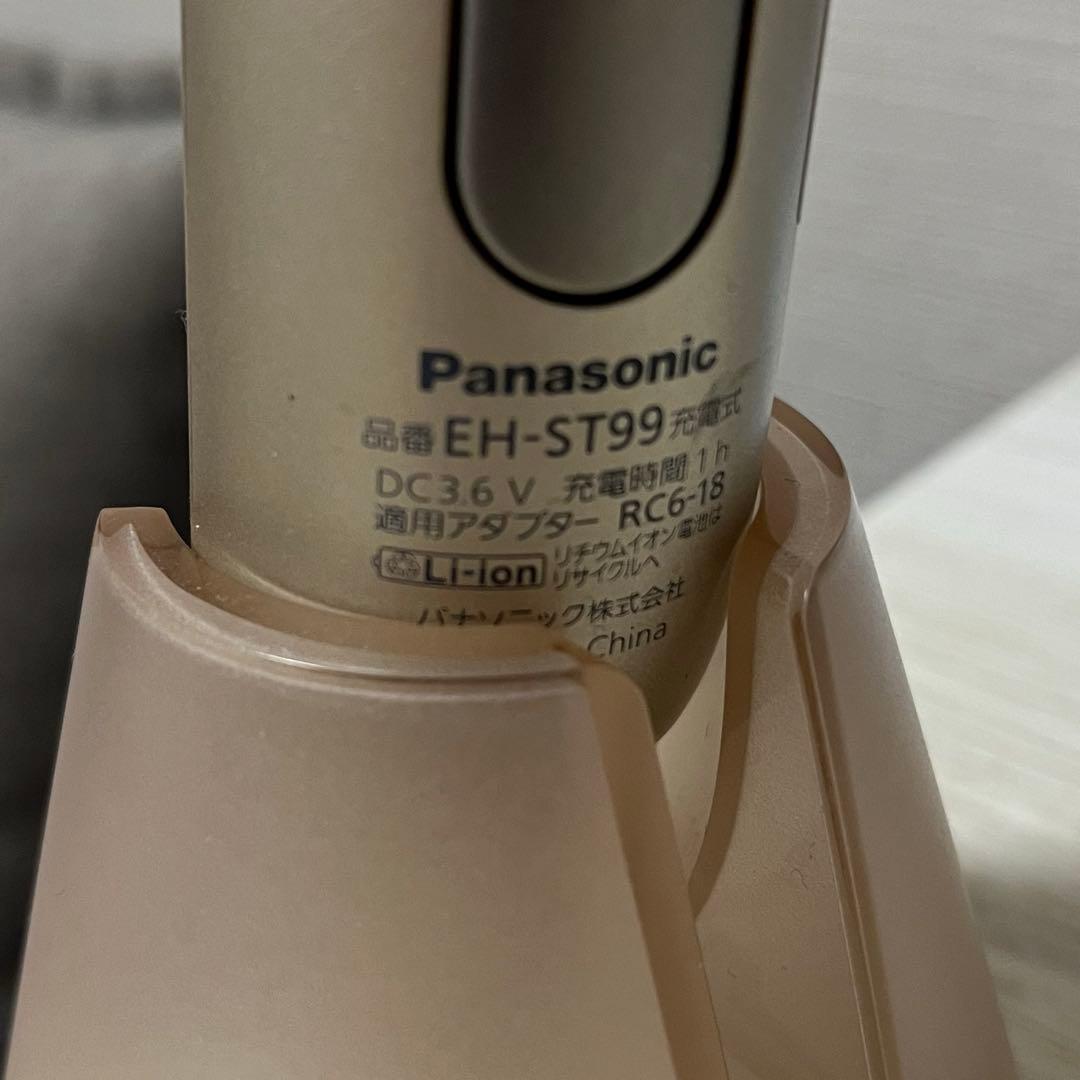 Panasonic
品番 EH-ST99 充電式
DC3.6 V 充電時間 1 h
適用アダプター RC6-18
Li-ion リチウムイオン電池は
リサイクルへ
パナソニック株式会社
China